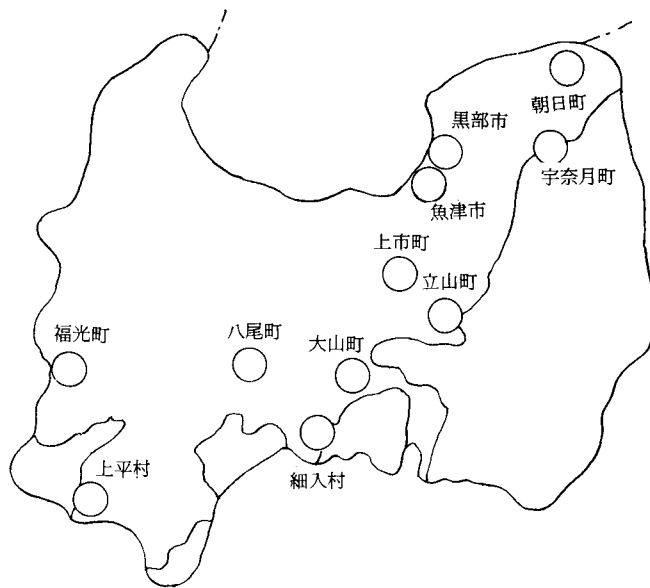 朝日町
黒部市
宇奈月町
魚津市
上市町
立山町
福光町
八尾町
大山町
上平村
細入村